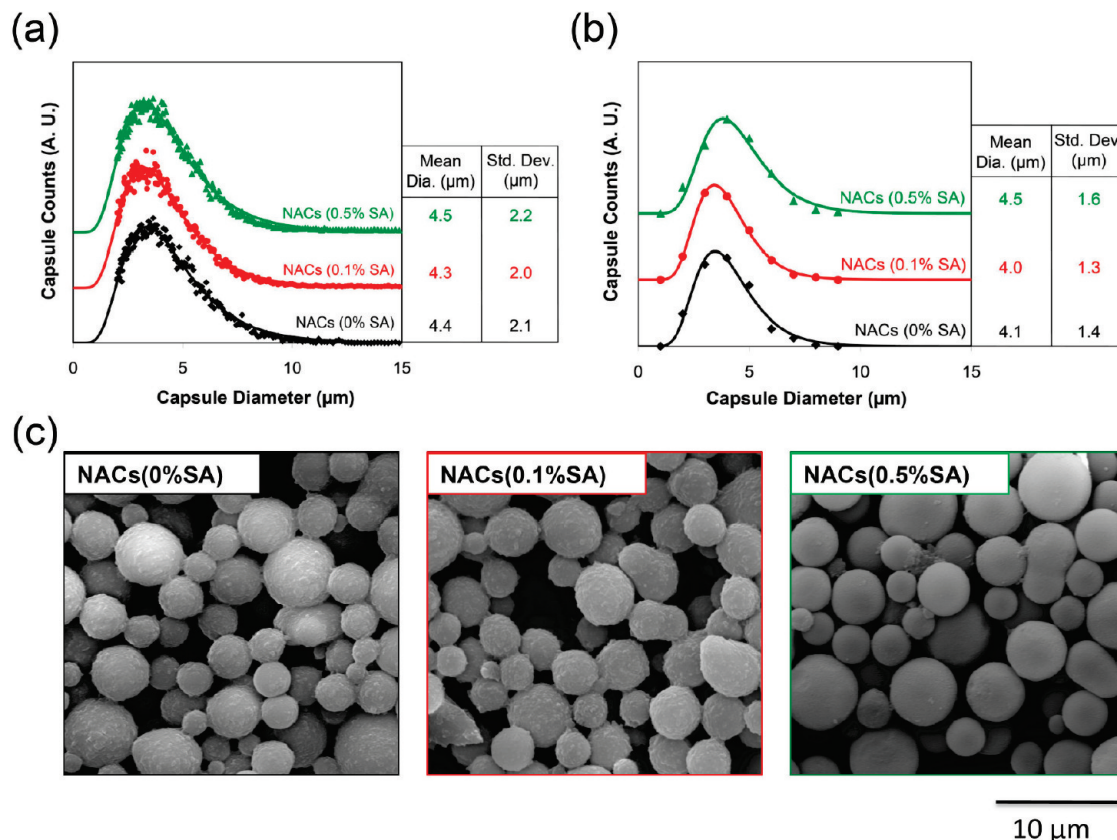 (a)
Capsule Counts (A. U.)
NACs (0.5% SA)
NACs (0.1% SA)
NACs (0% SA)
0 5 10 15
Capsule Diameter (µm)
Mean Std. Dev.
Dia. (µm) (µm)
4.5 2.2
4.3 2.0
4.4 2.1
(b)
Capsule Counts (A. U.)
NACs (0.5% SA)
NACs (0.1% SA)
NACs (0% SA)
0 5 10 15
Capsule Diameter (µm)
Mean Std. Dev.
Dia. (µm) (µm)
4.5 1.6
4.0 1.3
4.1 1.4
(c)
NACs(0%SA)
NACs(0.1%SA)
NACs(0.5%SA)
10 µm